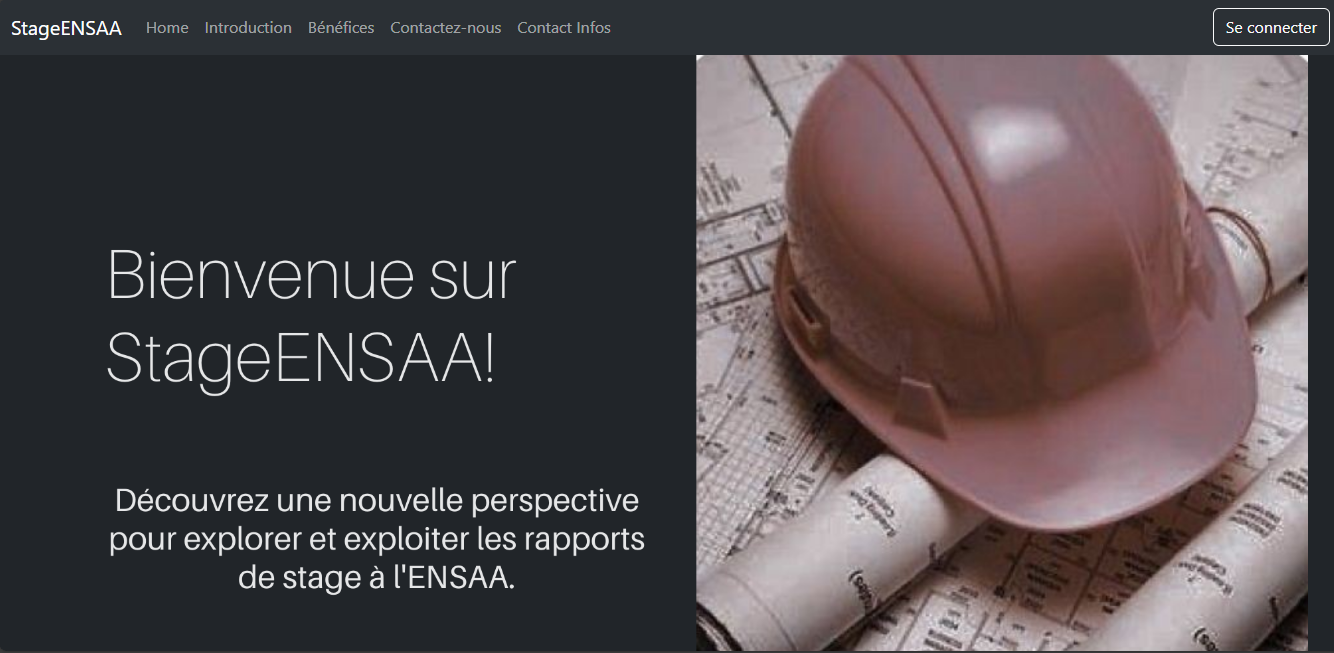 StageENSAA Home Introduction Bénéfices Contactez-nous Contact Infos Se connecter
Bienvenue sur
StageENSAA!
Découvrez une nouvelle perspective
pour explorer et exploiter les rapports
de stage à l'ENSAA.